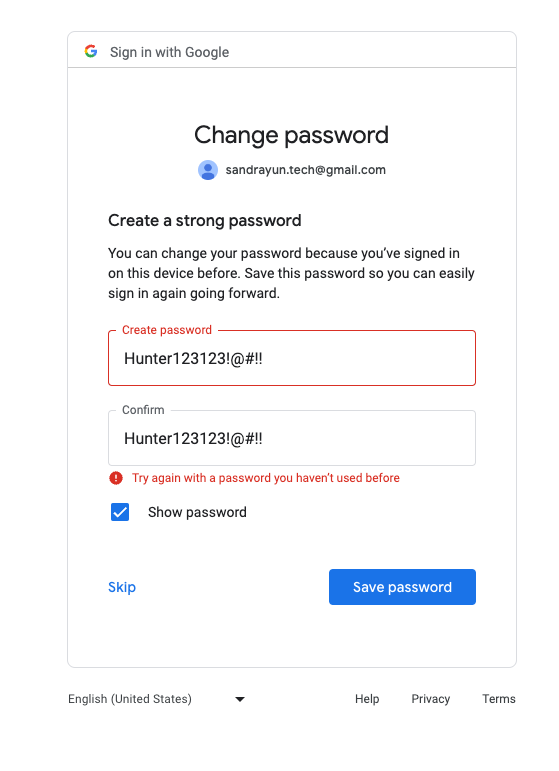 Sign in with Google
Change password
sandrayun.tech@gmail.com
Create a strong password
You can change your password because you’ve signed in
on this device before. Save this password so you can easily
sign in again going forward.
Create password
Hunter123123!@#!!
Confirm
Hunter123123!@#!!
Try again with a password you haven’t used before
Show password
Skip
Save password
English (United States)
Help
Privacy
Terms